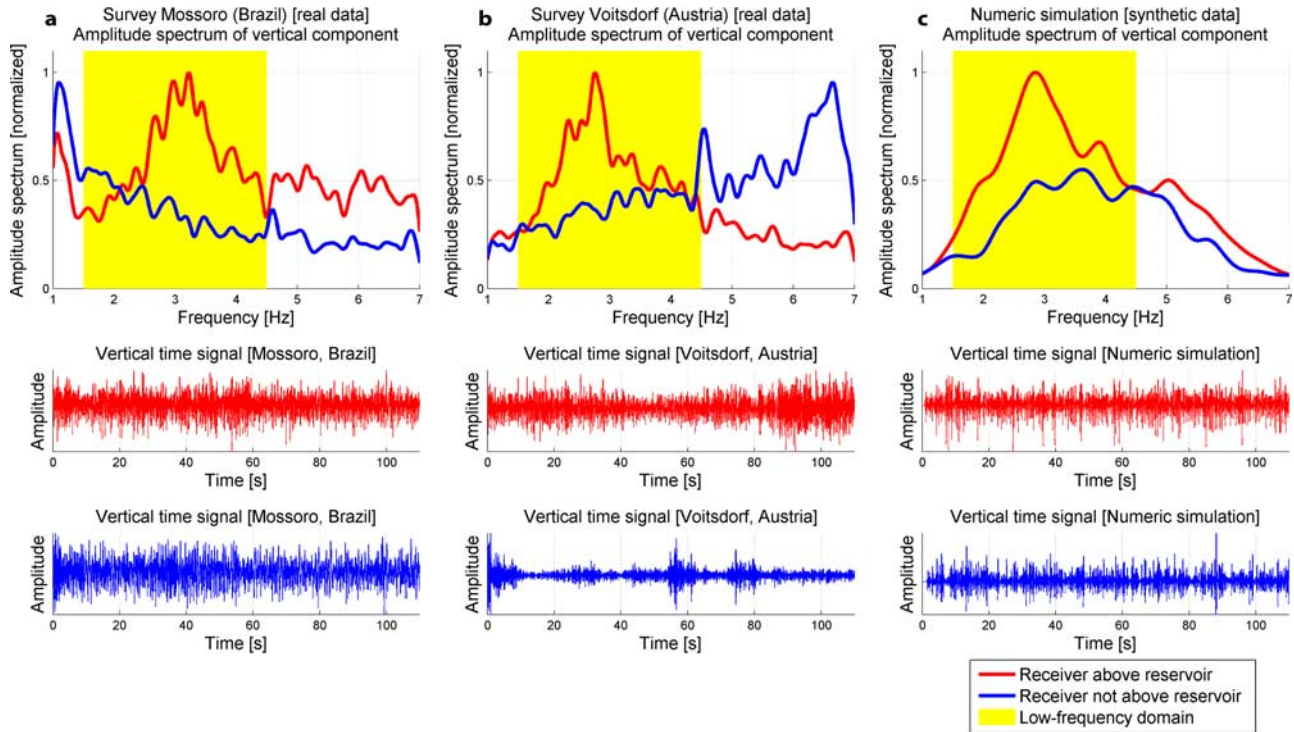 a
Survey Mossoro (Brazil) [real data]
Amplitude spectrum of vertical component
Amplitude spectrum [normalized]
1
0.5
0
1 2 3 4 5 6 7
Frequency [Hz]
b
Survey Voitsdorf (Austria) [real data]
Amplitude spectrum of vertical component
Amplitude spectrum [normalized]
1
0.5
0
1 2 3 4 5 6 7
Frequency [Hz]
c
Numeric simulation [synthetic data]
Amplitude spectrum of vertical component
Amplitude spectrum [normalized]
1
0.5
0
1 2 3 4 5 6 7
Frequency [Hz]
Vertical time signal [Mossoro, Brazil]
Amplitude
0 20 40 60 80 100
Time [s]
Vertical time signal [Voitsdorf, Austria]
Amplitude
0 20 40 60 80 100
Time [s]
Vertical time signal [Numeric simulation]
Amplitude
0 20 40 60 80 100
Time [s]
Vertical time signal [Mossoro, Brazil]
Amplitude
0 20 40 60 80 100
Time [s]
Vertical time signal [Voitsdorf, Austria]
Amplitude
0 20 40 60 80 100
Time [s]
Vertical time signal [Numeric simulation]
Amplitude
0 20 40 60 80 100
Time [s]
Receiver above reservoir
Receiver not above reservoir
Low-frequency domain